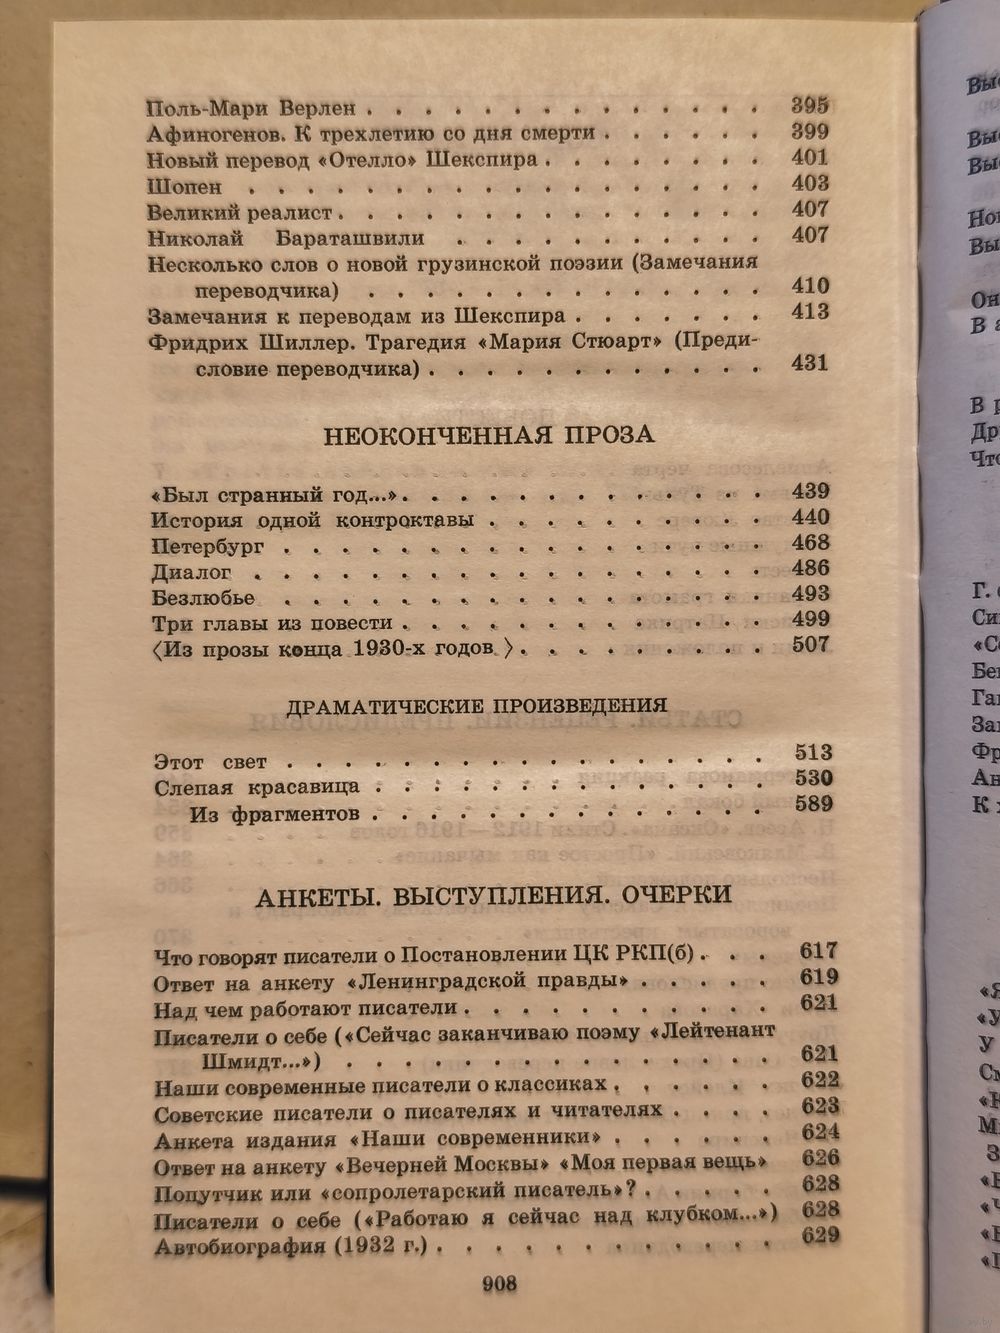 Поль-Мари Верлен . . . . . . . . . . . . . . 395
Афиногенов. К трехлетию со дня смерти . . . . . . 399
Новый перевод «Отелло» Шекспира . . . . . . . . 401
Шопен . . . . . . . . . . . . . . . . . . 403
Великий реалист . . . . . . . . . . . . . . . 407
Николай Бараташвили . . . . . . . . . . . 407
Несколько слов о новой грузинской поэзии (Замечания
переводчика) . . . . . . . . . . . . . . 410
Замечания к переводам из Шекспира . . . . . . . 413
Фридрих Шиллер. Трагедия «Мария Стюарт» (Преди-
словие переводчика) . . . . . . . . . . . . 431
НЕОКОНЧЕННАЯ ПРОЗА
«Был странный год...» . . . . . . . . . . . . . 439
История одной контроктавы . . . . . . . . . . 440
Петербург . . . . . . . . . . . . . . . . . 468
Диалог . . . . . . . . . . . . . . . . . . 486
Безлюбье . . . . . . . . . . . . . . . . . 493
Три главы из повести . . . . . . . . . . . . . 499
〈Из прозы конца 1930-х годов 〉 . . . . . . . . . 507
ДРАМАТИЧЕСКИЕ ПРОИЗВЕДЕНИЯ
Этот свет . . . . . . . . . . . . . . . . . 513
Слепая красавица . . . . . . . . . . . . . . 530
Из фрагментов . . . . . . . . . . . . . . 589
АНКЕТЫ. ВЫСТУПЛЕНИЯ. ОЧЕРКИ
Что говорят писатели о Постановлении ЦК РКП(б) . . . 617
Ответ на анкету «Ленинградской правды» . . . . . 619
Над чем работают писатели . . . . . . . . . . . 621
Писатели о себе («Сейчас заканчиваю поэму «Лейтенант
Шмидт...») . . . . . . . . . . . . . . . 621
Наши современные писатели о классиках . . . . . . 622
Советские писатели о писателях и читателях . . . . 623
Анкета издания «Наши современники» . . . . . . 624
Ответ на анкету «Вечерней Москвы» «Моя первая вещь» 626
Попутчик или «сопролетарский писатель»? . . . . . 628
Писатели о себе («Работаю я сейчас над клубком...») 628
Автобиография (1932 г.) . . . . . . . . . . . . 629
908